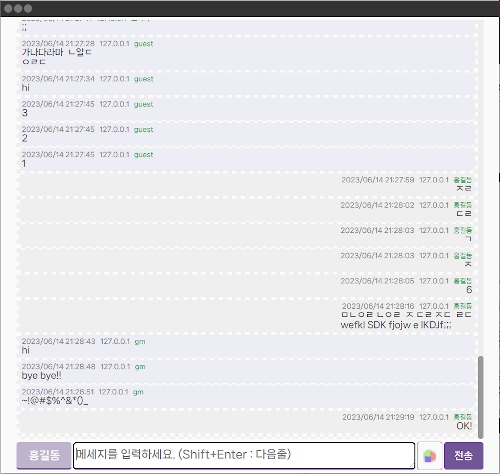 ;;
2023/06/14 21:27:28 127.0.0.1 guest
가나다라마 ㄴ알ㄷ
ㅇㄹㄷ
2023/06/14 21:27:34 127.0.0.1 guest
hi
2023/06/14 21:27:45 127.0.0.1 guest
3
2023/06/14 21:27:45 127.0.0.1 guest
2
2023/06/14 21:27:45 127.0.0.1 guest
1
2023/06/14 21:27:59 127.0.0.1 홍길동
ㅈㄹ
2023/06/14 21:28:02 127.0.0.1 홍길동
ㄷㄹ
2023/06/14 21:28:03 127.0.0.1 홍길동
ㄱ
2023/06/14 21:28:03 127.0.0.1 홍길동
ㅈ
2023/06/14 21:28:05 127.0.0.1 홍길동
6
2023/06/14 21:28:16 127.0.0.1 홍길동
ㅁㄴㅇㄹ ㄴㅇㄹ ㅈㄷㄹ ㅈㄷ ㄹㄷ
wefkl SDK fjojw e lKDJf;;;
2023/06/14 21:28:43 127.0.0.1 gm
hi
2023/06/14 21:28:48 127.0.0.1 gm
bye bye!!
2023/06/14 21:28:51 127.0.0.1 gm
~!@#$%^&*()_
2023/06/14 21:29:19 127.0.0.1 홍길동
OK!
홍길동
메세지를 입력하세요. (Shift+Enter : 다음줄)
전송